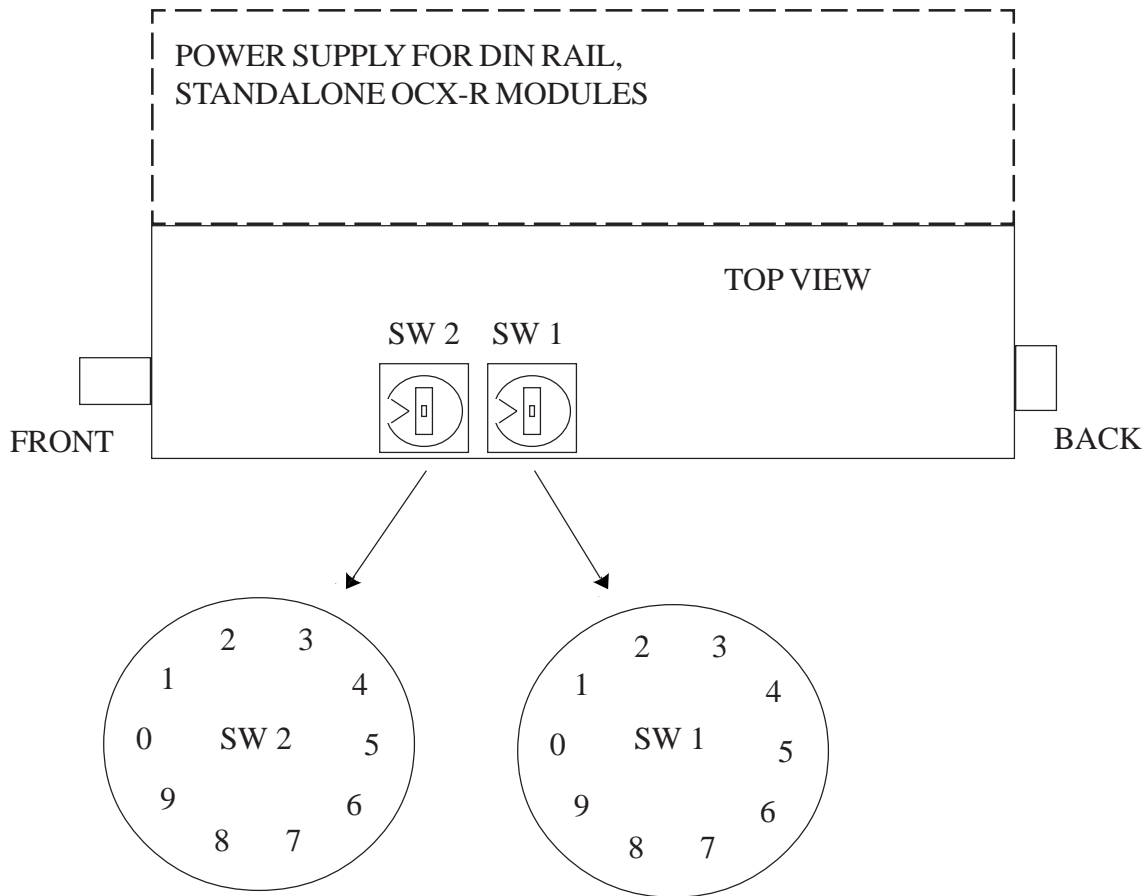 POWER SUPPLY FOR DIN RAIL,
STANDALONE OCX-R MODULES
TOP VIEW
SW 2 SW 1
FRONT
BACK
2 3
1 4
0 SW 2 5
9 6
8 7
2 3
1 4
0 SW 1 5
9 6
8 7